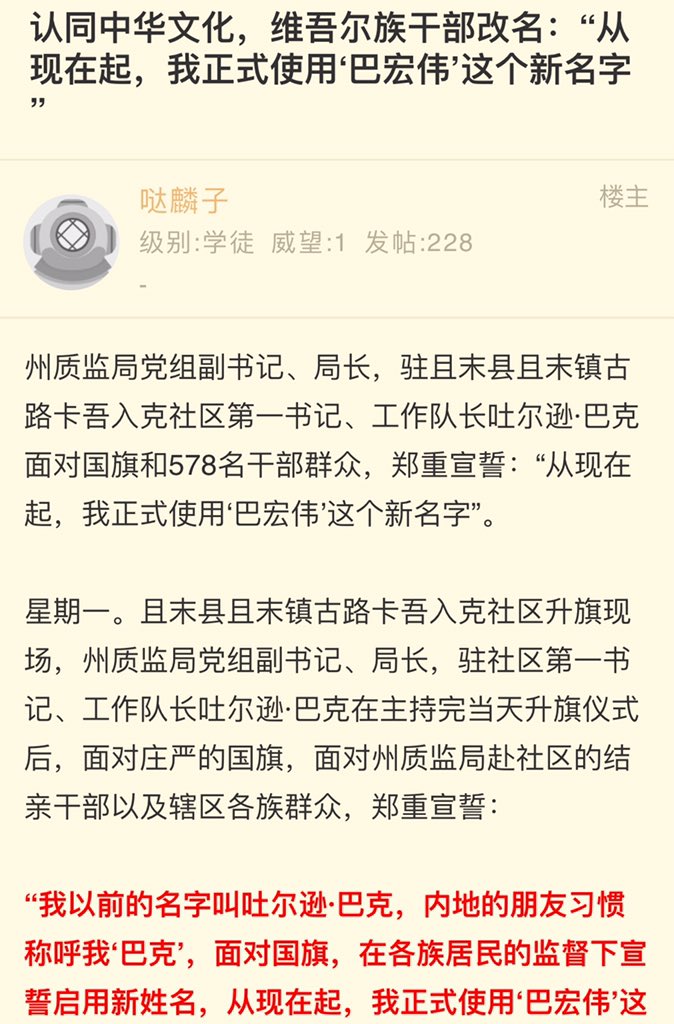 认同中华文化，维吾尔族干部改名：“从
现在起，我正式使用‘巴宏伟’这个新名字
”
哒麟子
楼主
级别:学徒 威望:1 发帖:228
-
州质监局党组副书记、局长，驻且末县且末镇古
路卡吾入克社区第一书记、工作队长吐尔逊·巴克
面对国旗和578名干部群众，郑重宣誓：“从现在
起，我正式使用‘巴宏伟’这个新名字”。
星期一。且末县且末镇古路卡吾入克社区升旗现
场，州质监局党组副书记、局长，驻社区第一书
记、工作队长吐尔逊·巴克在主持完当天升旗仪式
后，面对庄严的国旗，面对州质监局赴社区的结
亲干部以及辖区各族群众，郑重宣誓：
“我以前的名字叫吐尔逊·巴克，内地的朋友习惯
称呼我‘巴克’，面对国旗，在各族居民的监督下宣
誓启用新姓名，从现在起，我正式使用‘巴宏伟’这